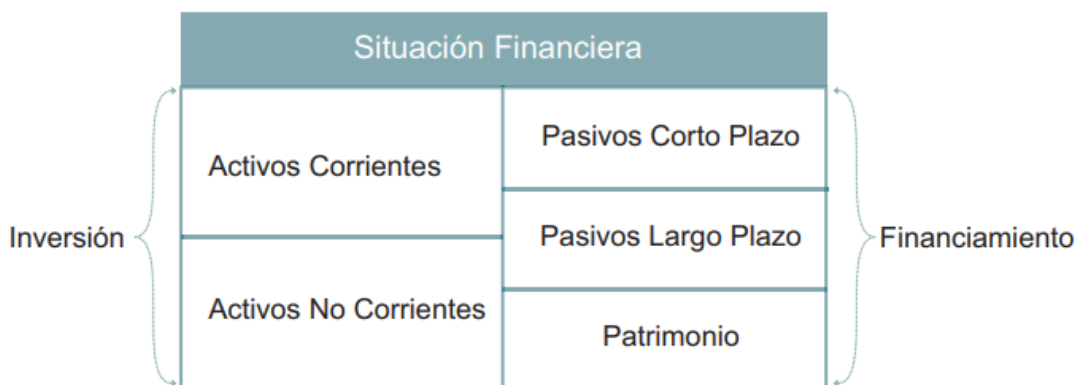 Situación Financiera
Inversión
Activos Corrientes
Activos No Corrientes
Pasivos Corto Plazo
Pasivos Largo Plazo
Patrimonio
Financiamiento